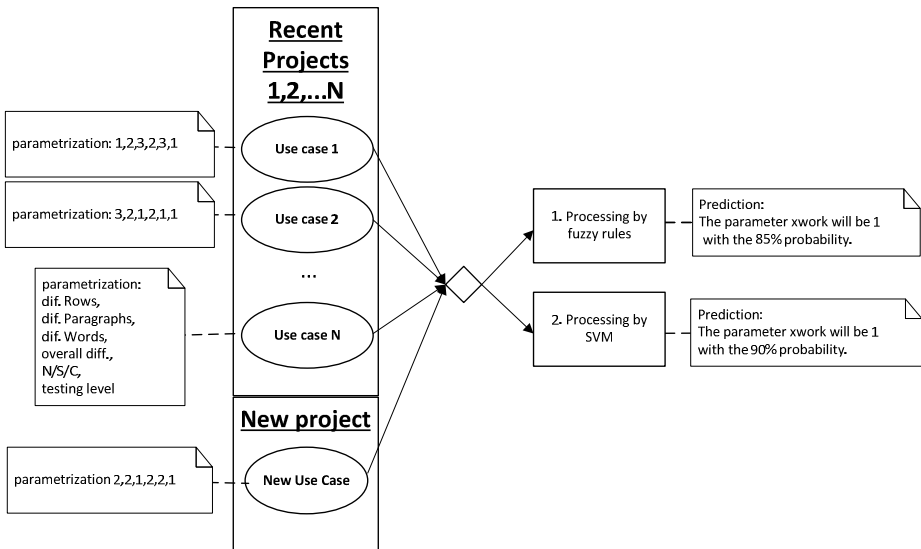 Recent
Projects
1,2,...N
parametrization: 1,2,3,2,3,1
Use case 1
parametrization: 3,2,1,2,1,1
Use case 2
...
parametrization:
dif. Rows,
dif. Paragraphs,
dif. Words,
overall diff.,
N/S/C,
testing level
Use case N
New project
parametrization 2,2,1,2,2,1
New Use Case
1. Processing by
fuzzy rules
Prediction:
The parameter xwork will be 1
with the 85% probability.
2. Processing by
SVM
Prediction:
The parameter xwork will be 1
with the 90% probability.